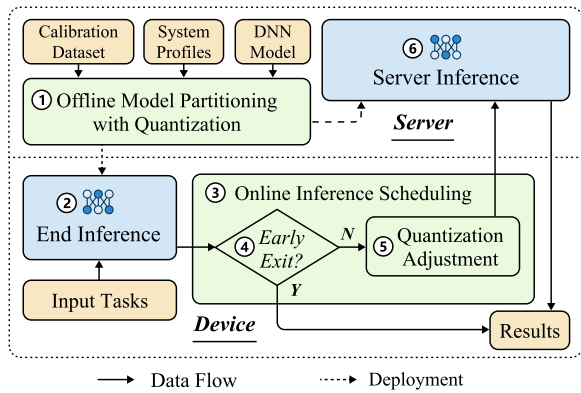 Calibration
Dataset
System
Profiles
DNN
Model
① Offline Model Partitioning
with Quantization
⑥
Server Inference
Server
②
End Inference
Input Tasks
③ Online Inference Scheduling
④ Early
Exit?
N
Y
⑤ Quantization
Adjustment
Device
Results
Data Flow
Deployment